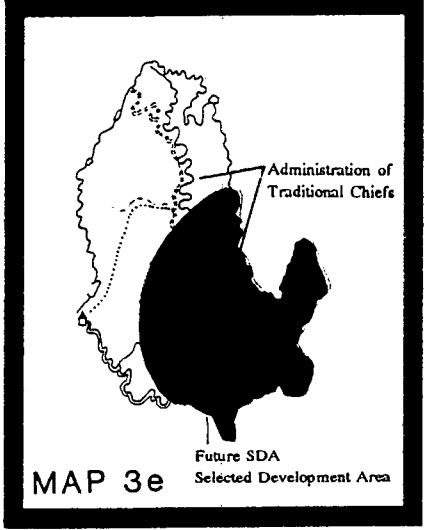 Administration of
Traditional Chiefs
Future SDA
Selected Development Area
MAP 3e